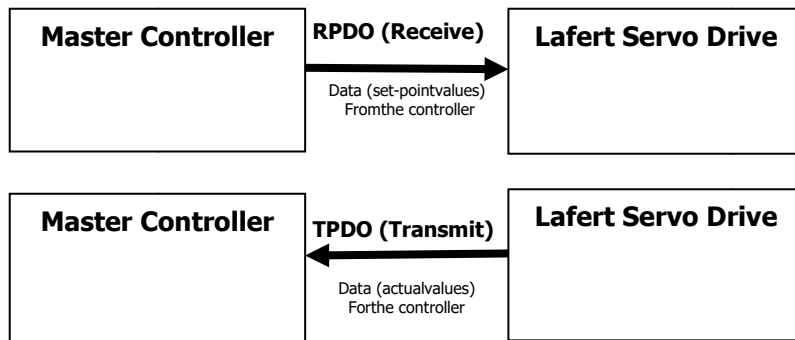 Master Controller
RPDO (Receive)
Data (set-pointvalues)
Fromthe controller
Lafert Servo Drive
Master Controller
TPDO (Transmit)
Data (actualvalues)
Forthe controller
Lafert Servo Drive